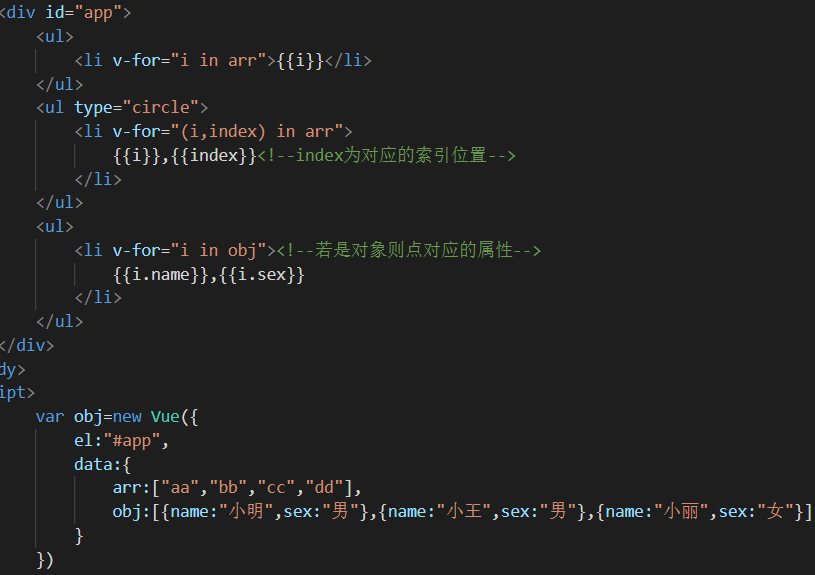 <div id="app">
<ul>
<li v-for="i in arr">{{i}}</li>
</ul>
<ul type="circle">
<li v-for="(i,index) in arr">
{{i}},{{index}}<!--index为对应的索引位置-->
</li>
</ul>
<ul>
<li v-for="i in obj"><!--若是对象则点对应的属性-->
{{i.name}},{{i.sex}}
</li>
</ul>
</div>
dy>
ipt>
var obj=new Vue({
el:"#app",
data:{
arr:["aa","bb","cc","dd"],
obj:[{name:"小明",sex:"男"},{name:"小王",sex:"男"},{name:"小丽",sex:"女"}]
}
})